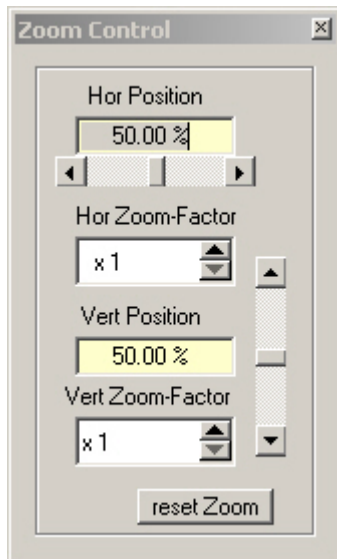 Zoom Control
Hor Position
50.00 %
Hor Zoom-Factor
x 1
Vert Position
50.00 %
Vert Zoom-Factor
x 1
reset Zoom